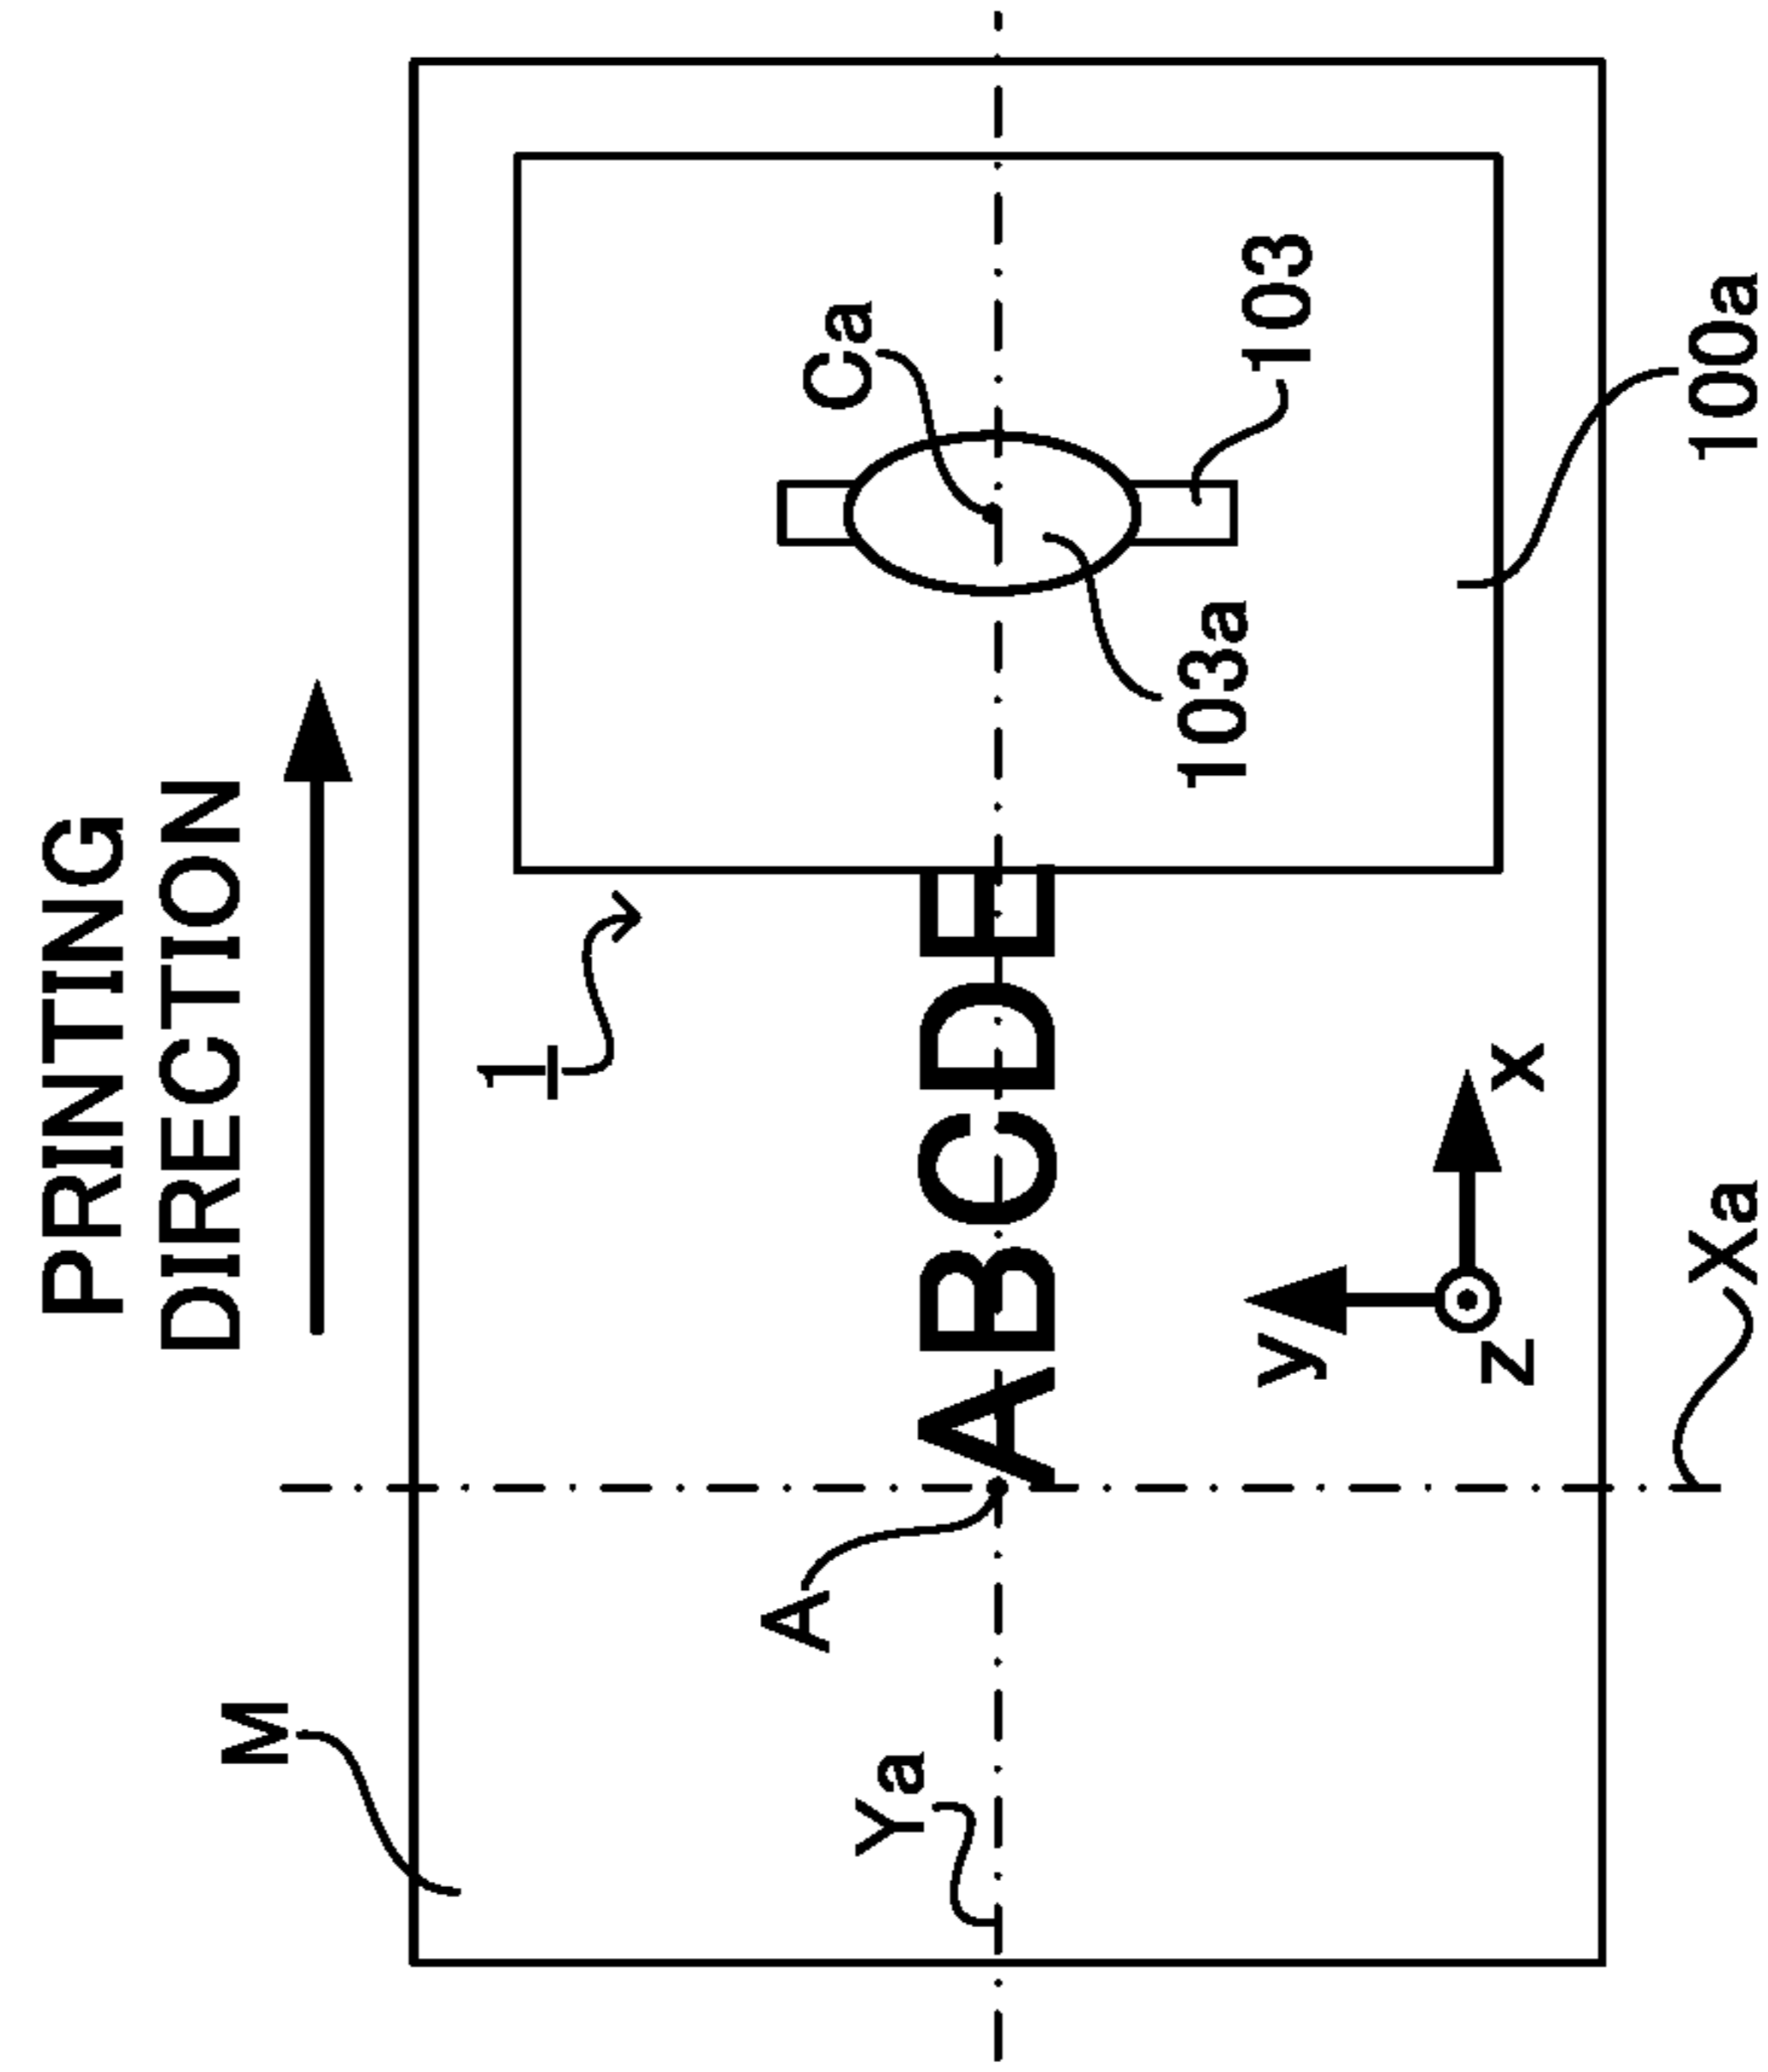 PRINTING
DIRECTION
M
1
A
Ca
Ya
ABCDE
103a
103
y
z
x
Xa
100a